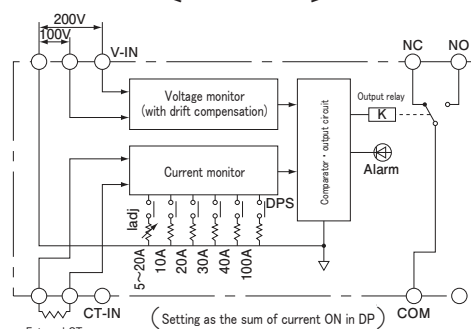 200V
100V
V-IN
NC
NO
Voltage monitor
(with drift compensation)
Comparator・output circuit
Output relay
K
Alarm
Current monitor
DPS
Iadj
5~20A
10A
20A
30A
40A
100A
CT-IN
COM
(Setting as the sum of current ON in DP)
External CT